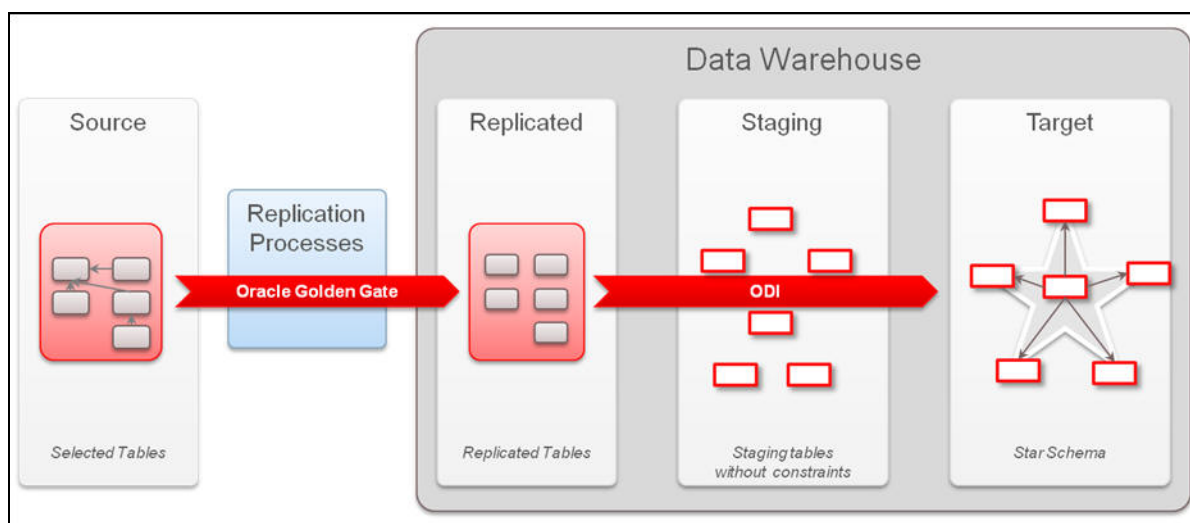 Data Warehouse
Source
Replication
Processes
Replicated
Staging
Target
Oracle Golden Gate
ODI
Selected Tables
Replicated Tables
Staging tables
without constraints
Star Schema